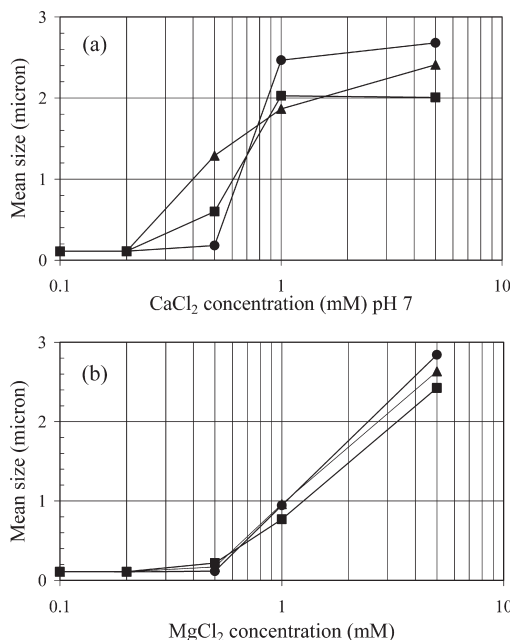 3
(a)
2
Mean size (micron)
1
0
0.1 1 10
CaCl₂ concentration (mM) pH 7
3
(b)
2
Mean size (micron)
1
0
0.1 1 10
MgCl₂ concentration (mM)